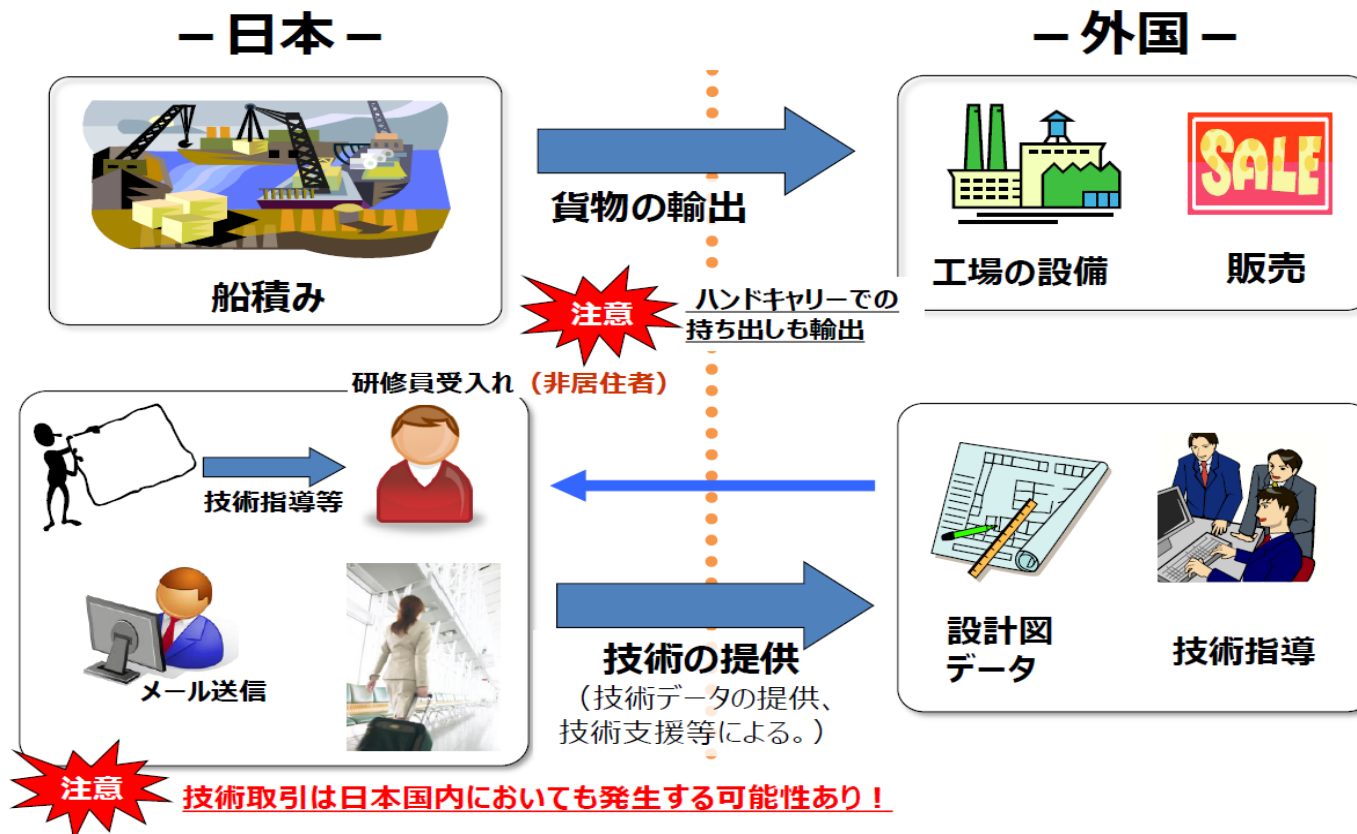 －日本－
－外国－
船積み
貨物の輸出
SALE
工場の設備
販売
注意
ハンドキャリーでの
持ち出しも輸出
研修員受入れ（非居住者）
技術指導等
メール送信
技術の提供
（技術データの提供、
技術支援等による。）
設計図
データ
技術指導
注意
技術取引は日本国内においても発生する可能性あり！